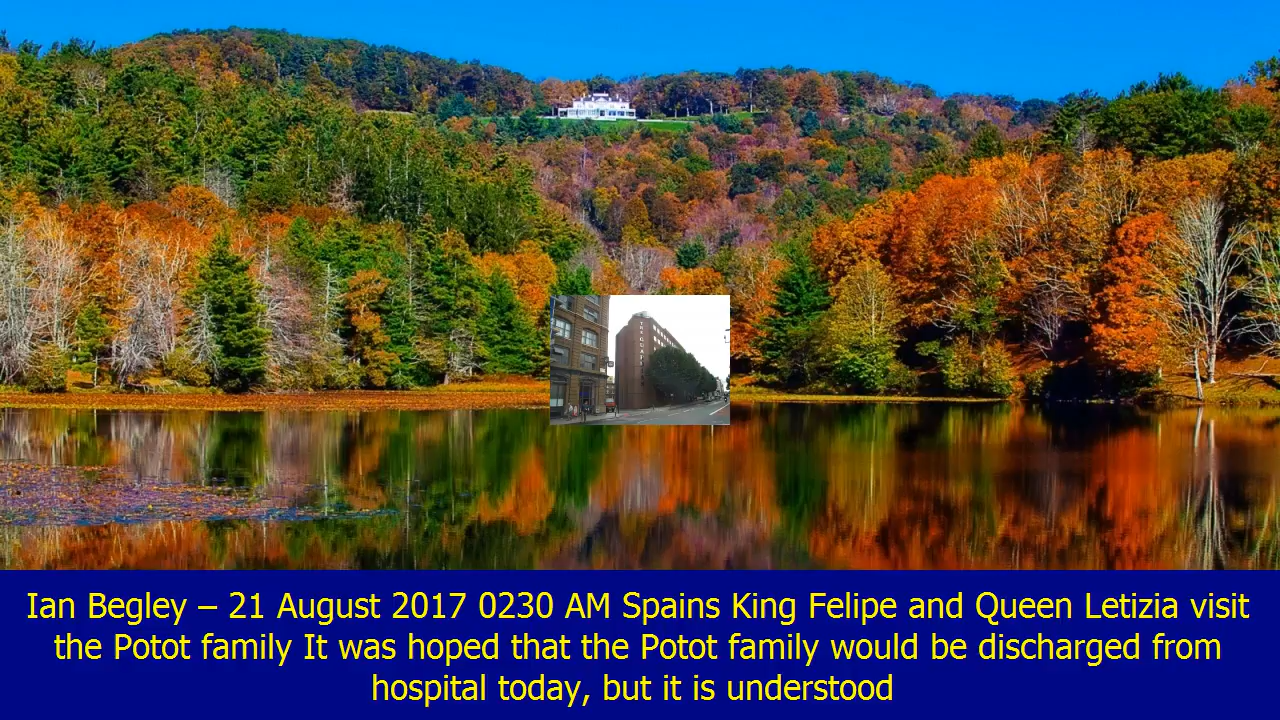 Ian Begley – 21 August 2017 0230 AM Spains King Felipe and Queen Letizia visit
the Potot family It was hoped that the Potot family would be discharged from
hospital today, but it is understood